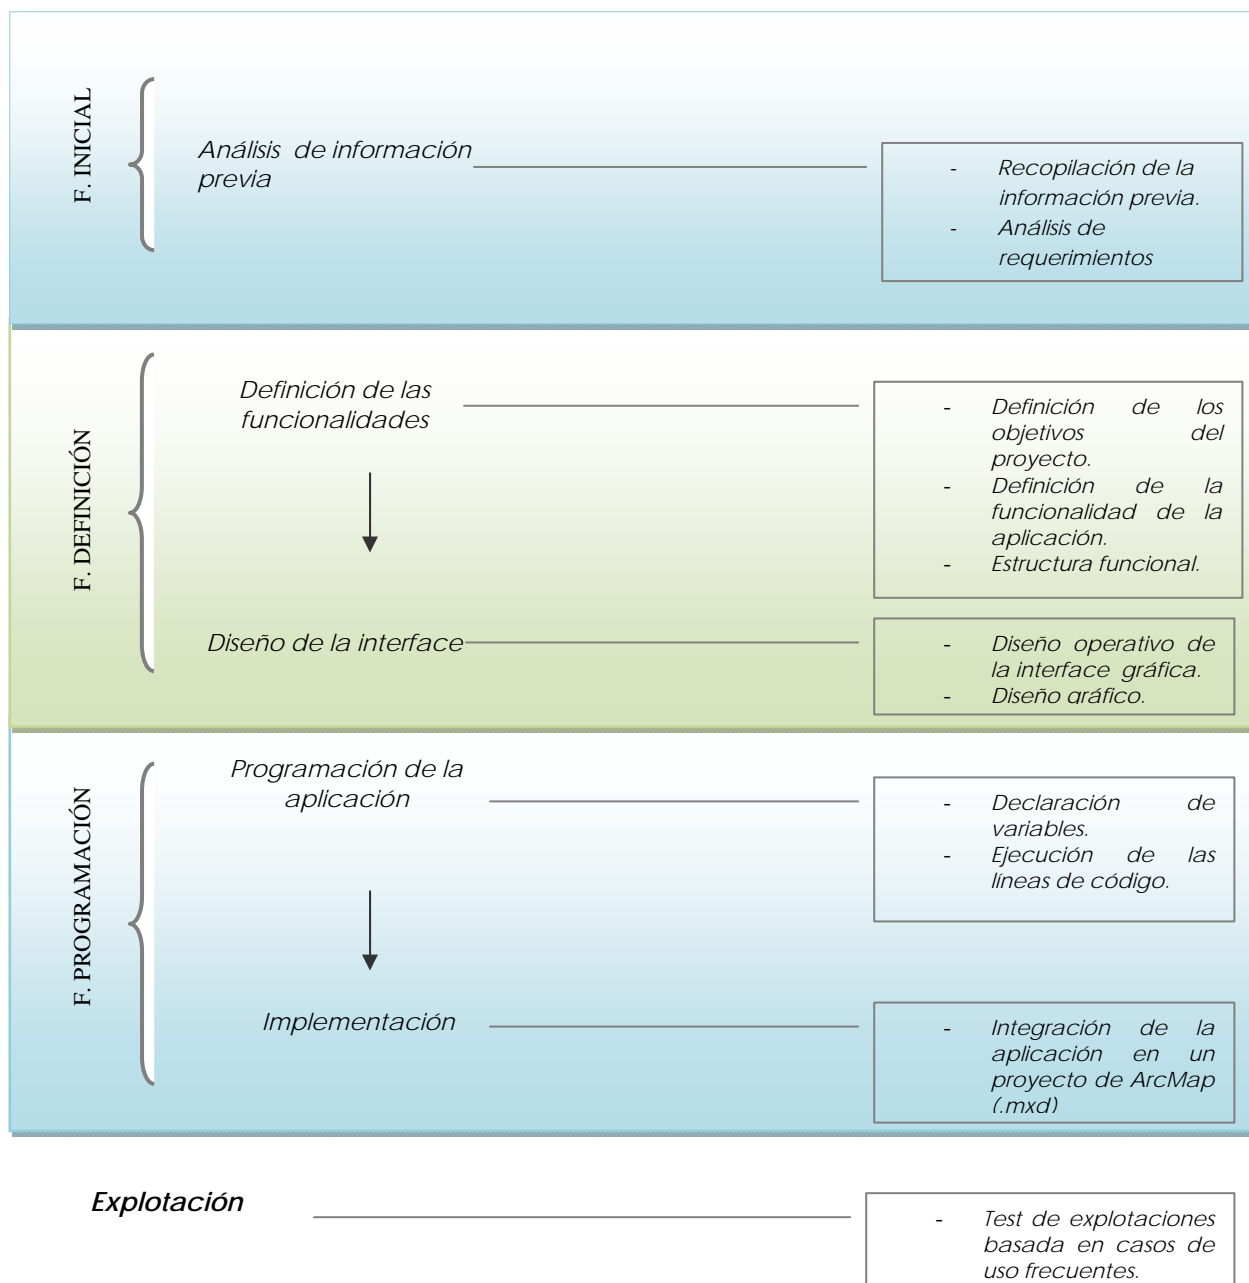 F. INICIAL
Análisis de información
previa
- Recopilación de la
información previa.
- Análisis de
requerimientos
F. DEFINICIÓN
Definición de las
funcionalidades
- Definición de los
objetivos del
proyecto.
- Definición de la
funcionalidad de la
aplicación.
- Estructura funcional.
Diseño de la interface
- Diseño operativo de
la interface gráfica.
- Diseño gráfico.
F. PROGRAMACIÓN
Programación de la
aplicación
- Declaración de
variables.
- Ejecución de las
líneas de código.
Implementación
- Integración de la
aplicación en un
proyecto de ArcMap
(.mxd)
Explotación
- Test de explotaciones
basada en casos de
uso frecuentes.